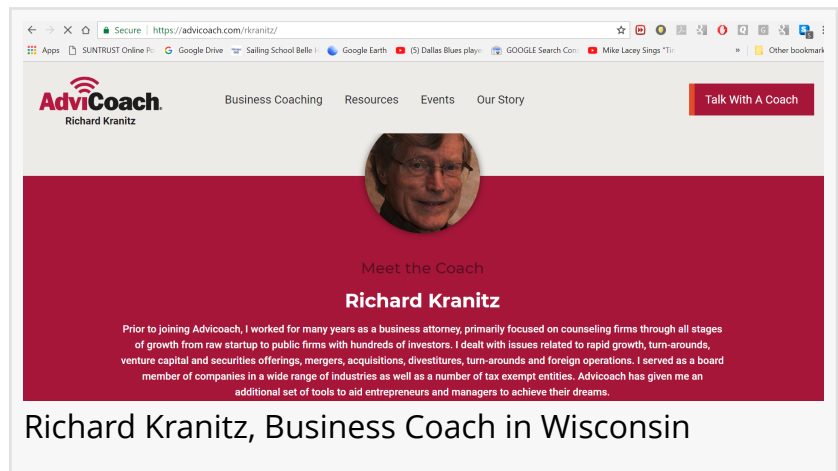 Secure | https://advicoach.com/rkranitz/
Apps SUNTRUST Online Po Google Drive Sailing School Belle Google Earth (5) Dallas Blues playe GOOGLE Search Con Mike Lacey Sings "Tir » Other bookmark
AdviCoach.
Richard Kranitz
Business Coaching Resources Events Our Story
Talk With A Coach
Meet the Coach
Richard Kranitz
Prior to joining Advicoach, I worked for many years as a business attorney, primarily focused on counseling firms through all stages
of growth from raw startup to public firms with hundreds of investors. I dealt with issues related to rapid growth, turn-arounds,
venture capital and securities offerings, mergers, acquisitions, divestitures, turn-arounds and foreign operations. I served as a board
member of companies in a wide range of industries as well as a number of tax exempt entities. Advicoach has given me an
additional set of tools to aid entrepreneurs and managers to achieve their dreams.
Richard Kranitz, Business Coach in Wisconsin